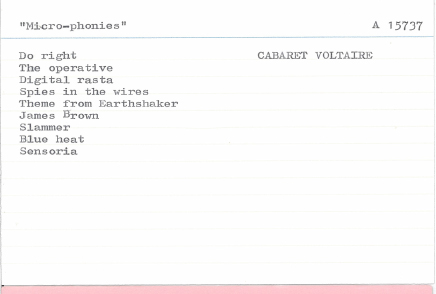 "Micro-phonies" A 15737
Do right CABARET VOLTAIRE
The operative
Digital rasta
Spies in the wires
Theme from Earthshaker
James Brown
Slammer
Blue heat
Sensoria